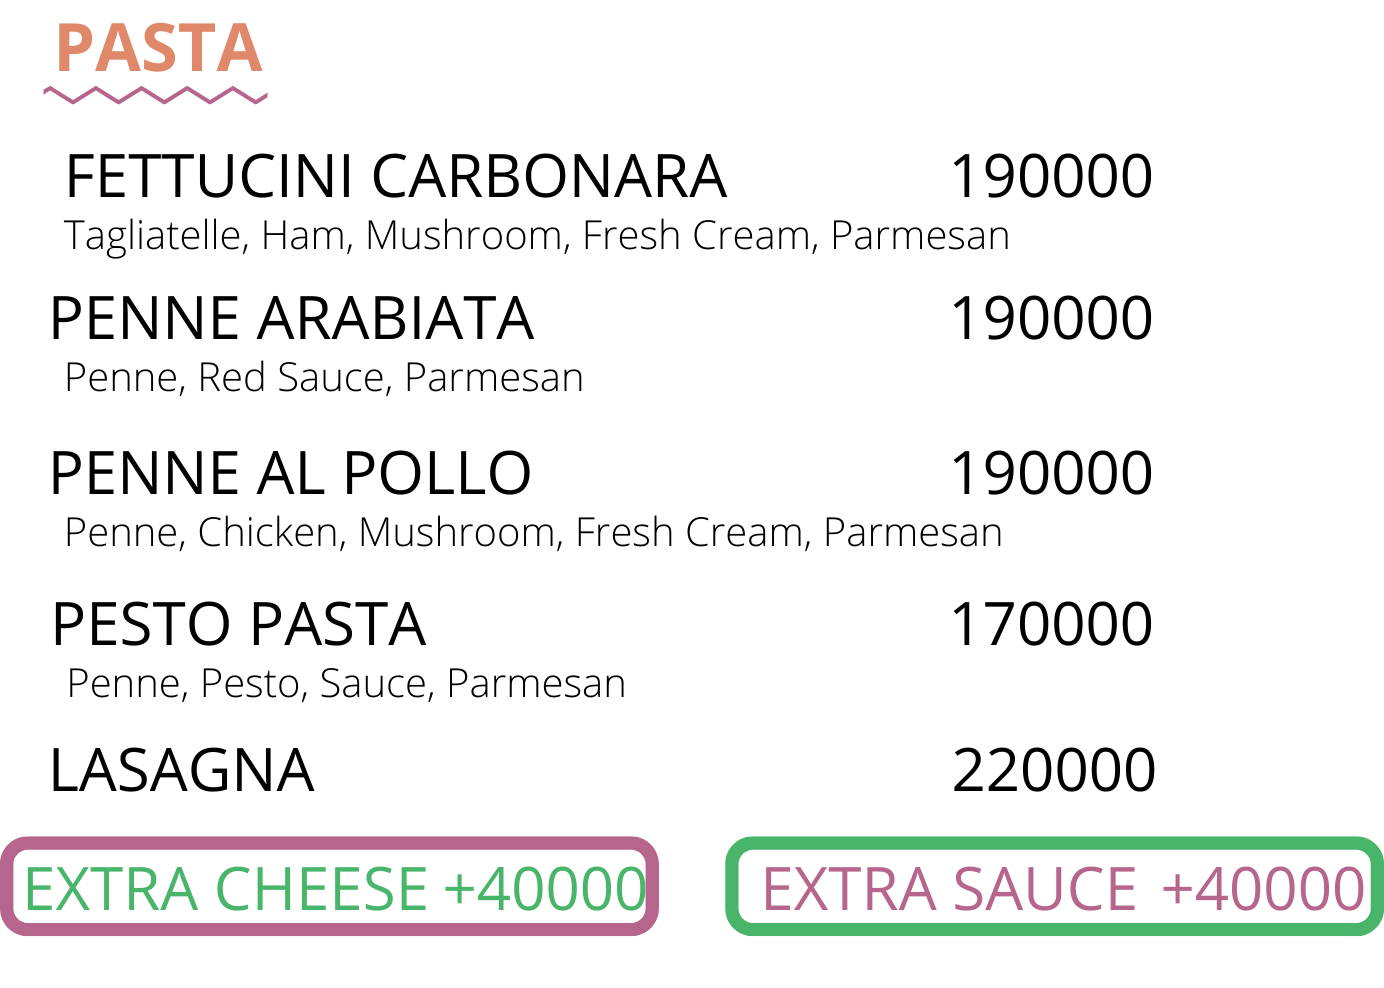 PASTA
FETTUCINI CARBONARA 190000
Tagliatelle, Ham, Mushroom, Fresh Cream, Parmesan
PENNE ARABIATA 190000
Penne, Red Sauce, Parmesan
PENNE AL POLLO 190000
Penne, Chicken, Mushroom, Fresh Cream, Parmesan
PESTO PASTA 170000
Penne, Pesto, Sauce, Parmesan
LASAGNA 220000
EXTRA CHEESE +40000 EXTRA SAUCE +40000